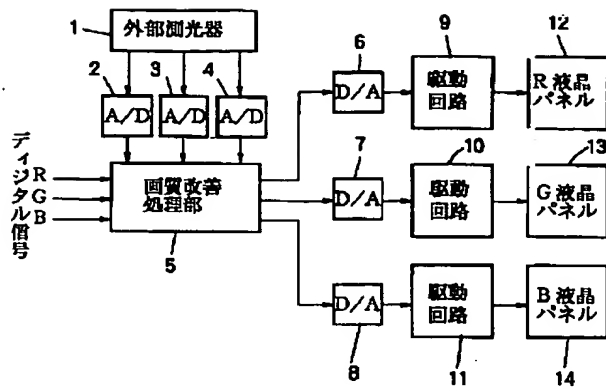 1
外部測光器
2
3
4
A/D
A/D
A/D
ディジタル信号
R
G
B
画質改善
処理部
5
6
D/A
7
D/A
8
D/A
9
駆動
回路
10
駆動
回路
11
駆動
回路
12
R液晶
パネル
13
G液晶
パネル
14
B液晶
パネル